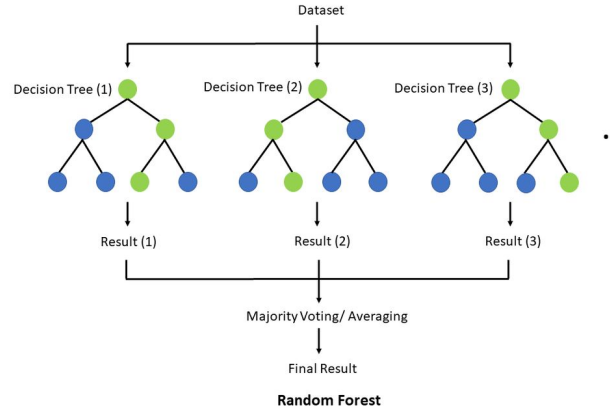 Dataset
Decision Tree (1)
Decision Tree (2)
Decision Tree (3)
Result (1)
Result (2)
Result (3)
Majority Voting/ Averaging
Final Result
Random Forest